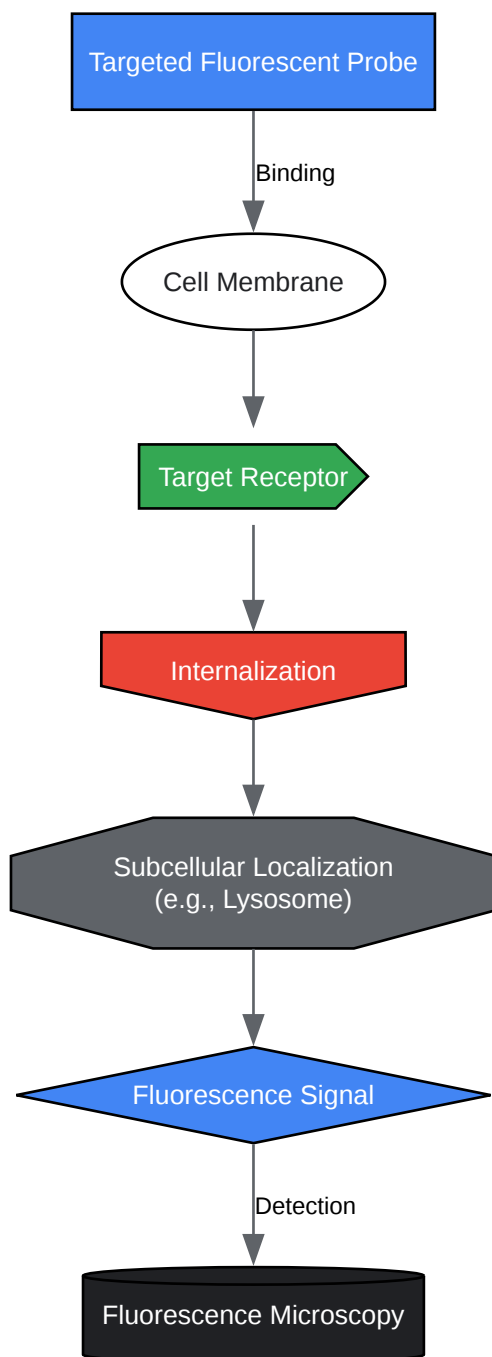 Targeted Fluorescent Probe
Binding
Cell Membrane
Target Receptor
Internalization
Subcellular Localization
(e.g., Lysosome)
Fluorescence Signal
Detection
Fluorescence Microscopy